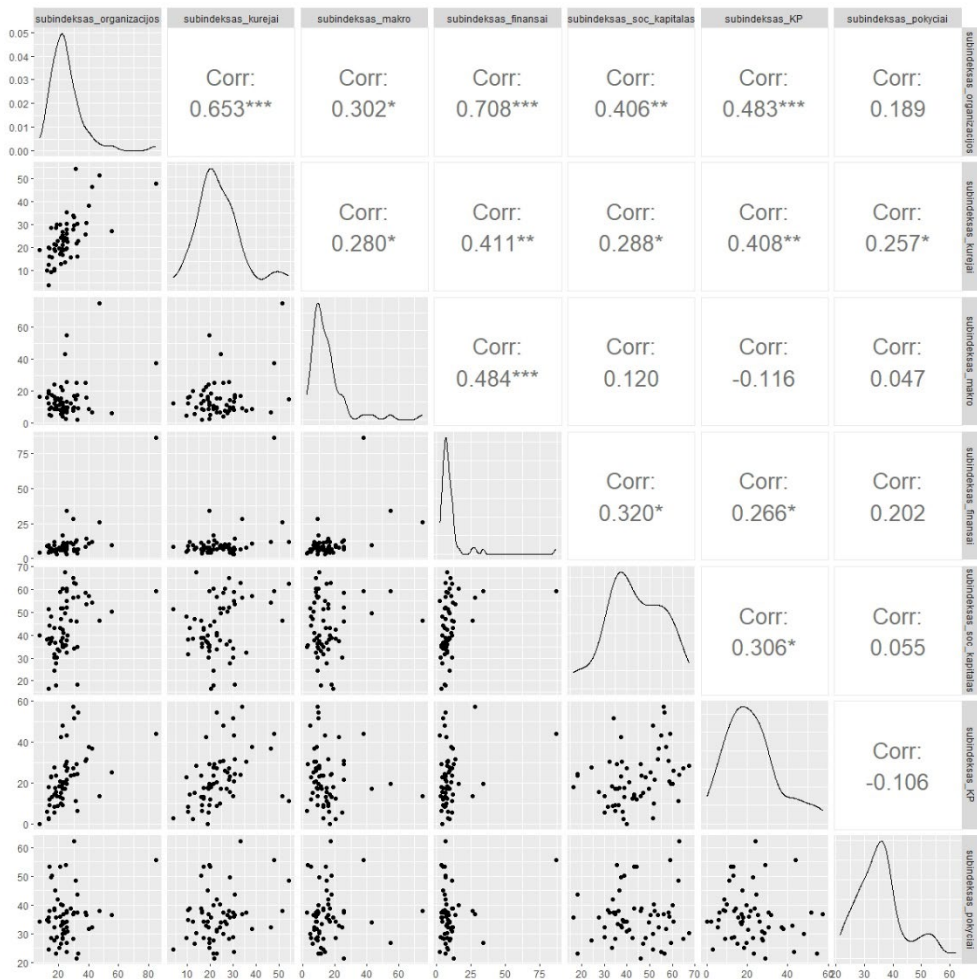 subindeksas_organizacijos subindeksas_kurejai subindeksas_makro subindeksas_finansai subindeksas_soc_kapitalas subindeksas_KP subindeksas_pokyciai
0.05
0.04
0.03
0.02
0.01
0.00
Corr:
0.653***
Corr:
0.302*
Corr:
0.708***
Corr:
0.406**
Corr:
0.483***
Corr:
0.189
subindeksas_organizacijos
50
40
30
20
10
Corr:
0.280*
Corr:
0.411**
Corr:
0.288*
Corr:
0.408**
Corr:
0.257*
subindeksas_kurejai
60
40
20
0
Corr:
0.484***
Corr:
0.120
Corr:
-0.116
Corr:
0.047
subindeksas_makro
75
50
25
0
Corr:
0.320*
Corr:
0.266*
Corr:
0.202
subindeksas_finansai
70
60
50
40
30
20
Corr:
0.306*
Corr:
0.055
subindeksas_soc_kapitalas
60
40
20
0
Corr:
-0.106
subindeksas_KP
60
50
40
30
20
subindeksas_pokyciai
20 40 60 80
10 20 30 40 50
0 20 40 60
0 25 50 75
20 30 40 50 60 70
0 20 40 60
20 30 40 50 60